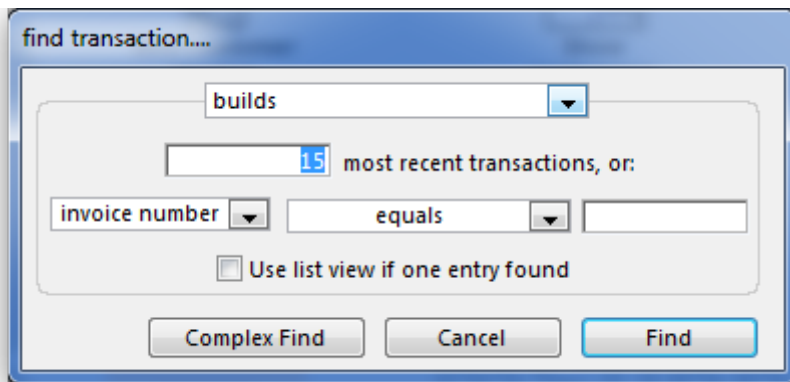 find transaction....
builds
15 most recent transactions, or:
invoice number equals
Use list view if one entry found
Complex Find Cancel Find